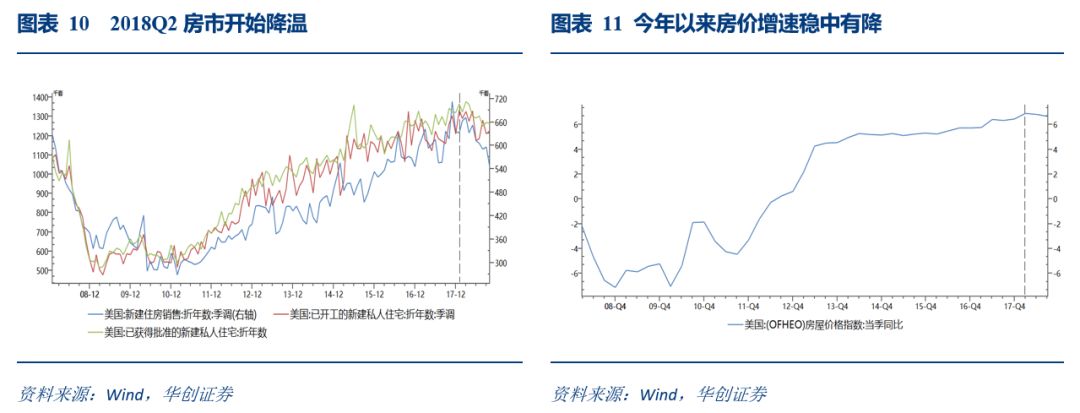 图表 10 2018Q2 房市开始降温
千套
千套
1400
1300
1200
1100
1000
900
800
700
600
500
720
660
600
540
480
420
360
300
08-12 09-12 10-12 11-12 12-12 13-12 14-12 15-12 16-12 17-12
美国:新建住房销售:折年数:季调(右轴) 美国:已开工的新建私人住宅:折年数:季调
美国:已获得批准的新建私人住宅:折年数
资料来源：Wind，华创证券
图表 11 今年以来房价增速稳中有降
6
4
2
0
-2
-4
-6
6
4
2
0
-2
-4
-6
08-Q4 09-Q4 10-Q4 11-Q4 12-Q4 13-Q4 14-Q4 15-Q4 16-Q4 17-Q4
美国:(OFHEO)房屋价格指数:当季同比
资料来源：Wind，华创证券